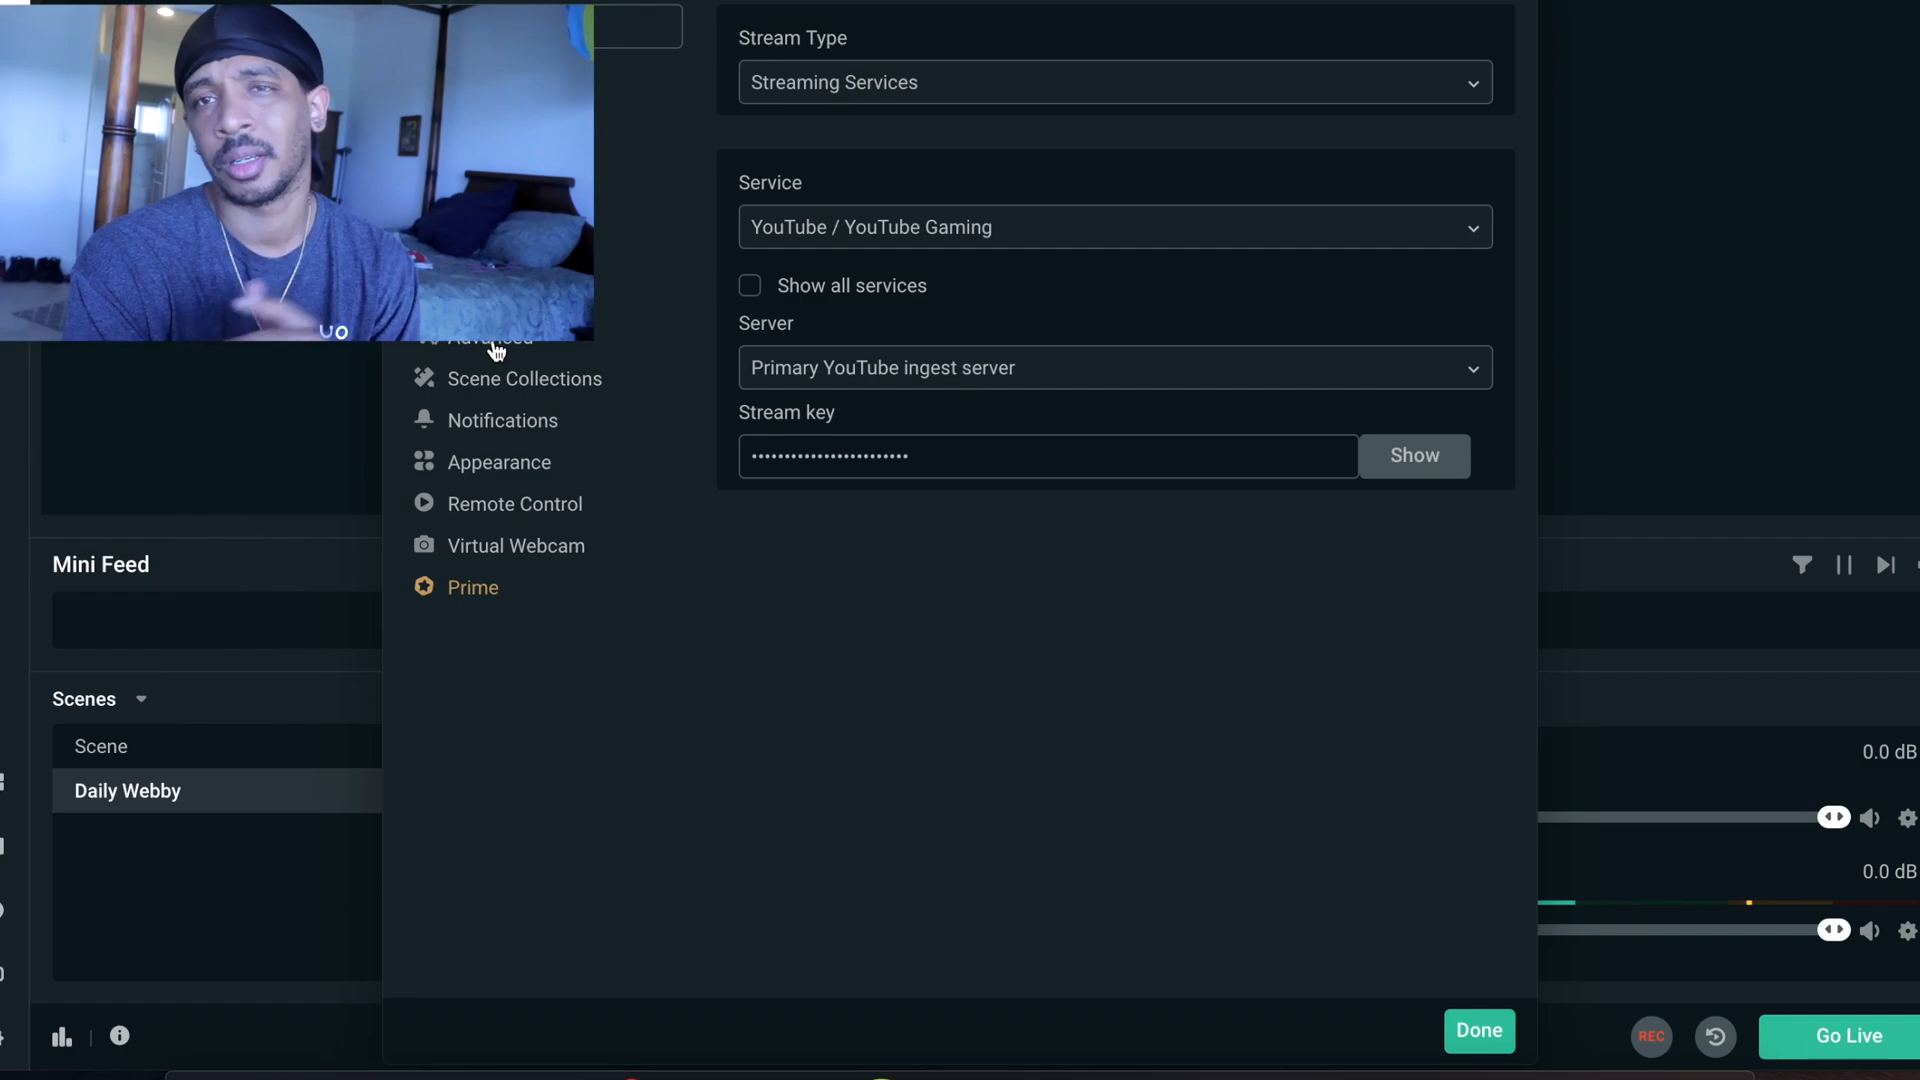 Stream Type
Streaming Services
Service
YouTube / YouTube Gaming
Show all services
Server
Primary YouTube ingest server
Stream key
Show
UO
Advanced
Scene Collections
Notifications
Appearance
Remote Control
Virtual Webcam
Prime
Mini Feed
Scenes
Scene
Daily Webby
0.0 dB
0.0 dB
Done
REC
Go Live